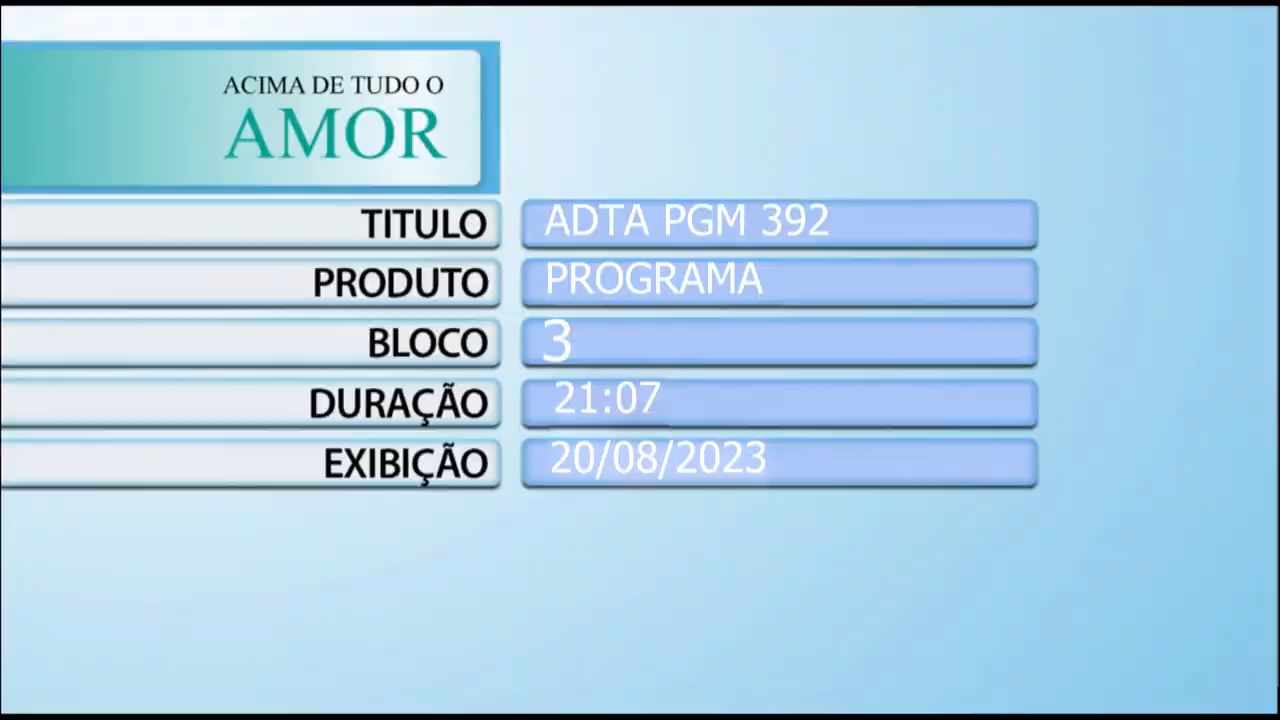 ACIMA DE TUDO O
AMOR
TITULO ADTA PGM 392
PRODUTO PROGRAMA
BLOCO 3
DURAÇÃO 21:07
EXIBIÇÃO 20/08/2023